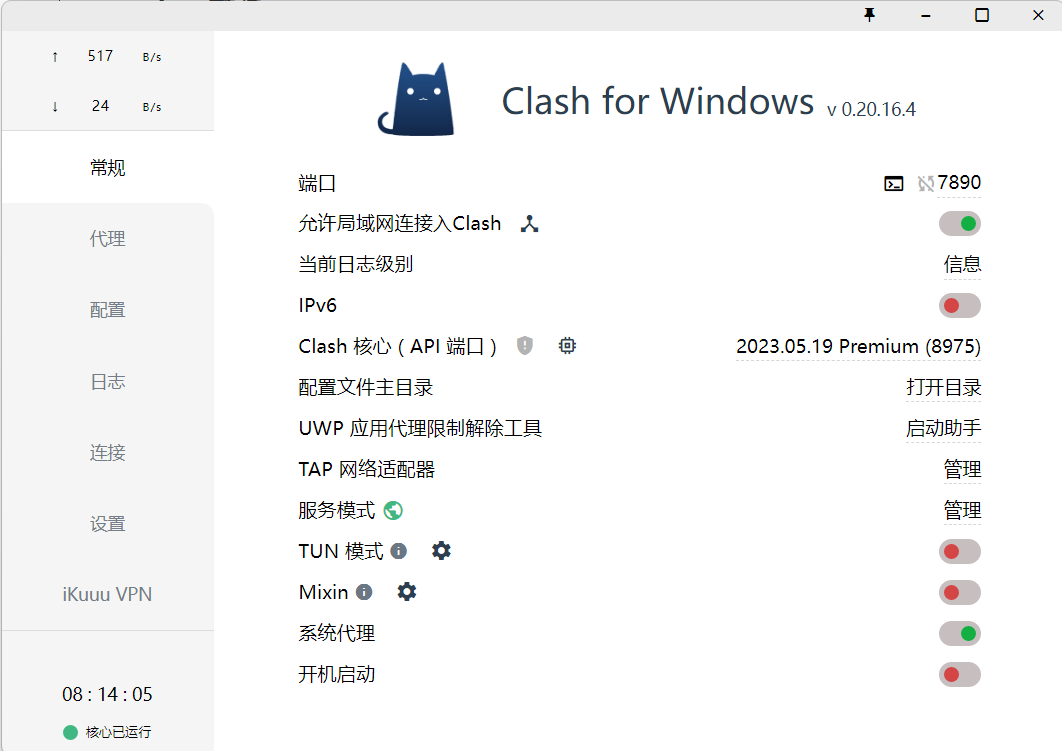 ↑ 517 B/s
↓ 24 B/s
常规
代理
配置
日志
连接
设置
iKuuu VPN
08 : 14 : 05
核心已运行
Clash for Windows v 0.20.16.4
端口 7890
允许局域网连接入Clash
当前日志级别 信息
IPv6
Clash 核心 ( API 端口 ) 2023.05.19 Premium (8975)
配置文件主目录 打开目录
UWP 应用代理限制解除工具 启动助手
TAP 网络适配器 管理
服务模式 管理
TUN 模式
Mixin
系统代理
开机启动